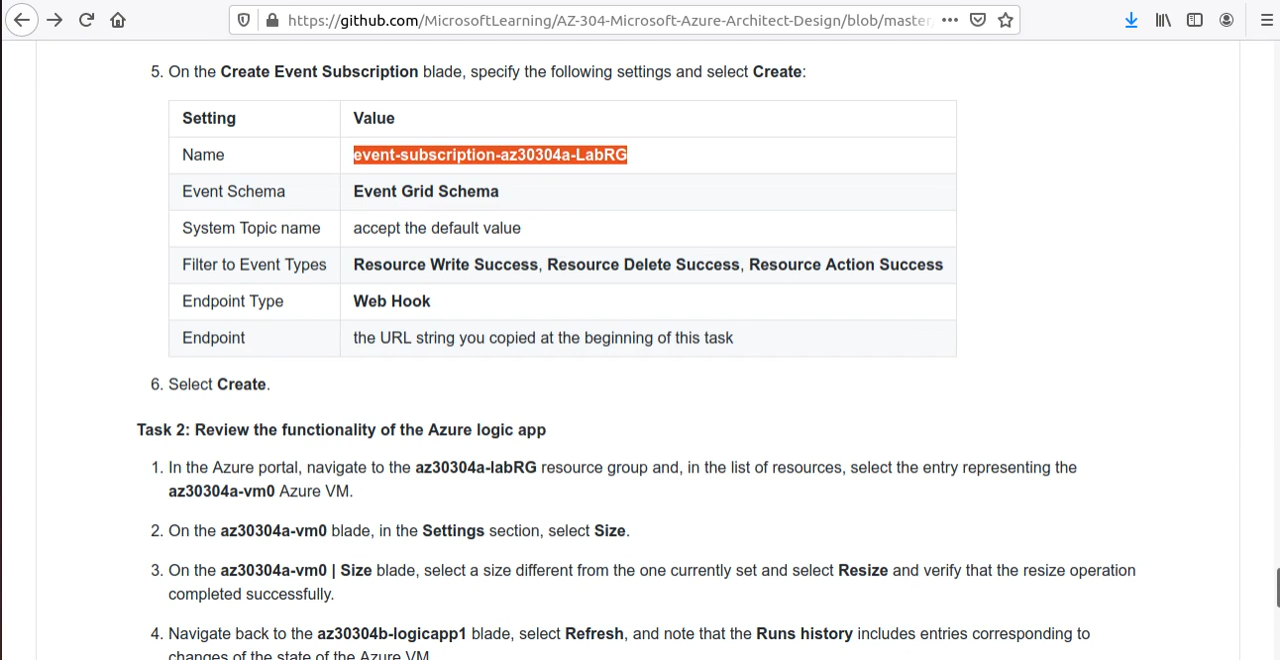 https://github.com/MicrosoftLearning/AZ-304-Microsoft-Azure-Architect-Design/blob/master
5. On the Create Event Subscription blade, specify the following settings and select Create:
Setting Value
Name event-subscription-az30304a-LabRG
Event Schema Event Grid Schema
System Topic name accept the default value
Filter to Event Types Resource Write Success, Resource Delete Success, Resource Action Success
Endpoint Type Web Hook
Endpoint the URL string you copied at the beginning of this task
6. Select Create.
Task 2: Review the functionality of the Azure logic app
1. In the Azure portal, navigate to the az30304a-labRG resource group and, in the list of resources, select the entry representing the
az30304a-vm0 Azure VM.
2. On the az30304a-vm0 blade, in the Settings section, select Size.
3. On the az30304a-vm0 | Size blade, select a size different from the one currently set and select Resize and verify that the resize operation
completed successfully.
4. Navigate back to the az30304b-logicapp1 blade, select Refresh, and note that the Runs history includes entries corresponding to
changes of the state of the Azure VM.